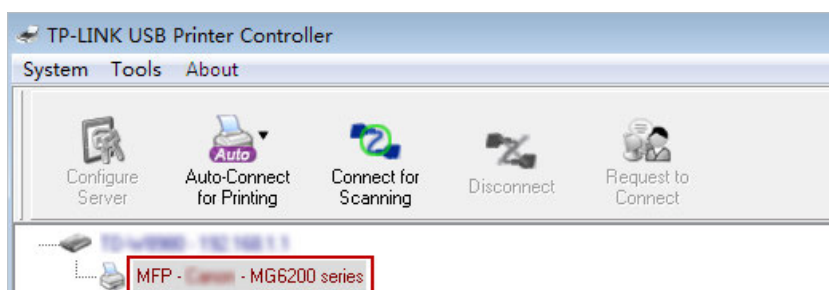 TP-LINK USB Printer Controller
System Tools About
Auto
Configure Server
Auto-Connect for Printing
Connect for Scanning
Disconnect
Request to Connect
MFP - - MG6200 series